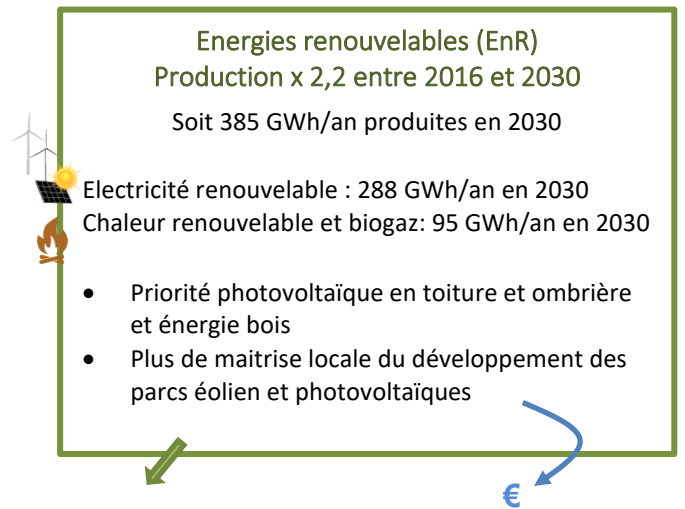 Energies renouvelables (EnR)
Production x 2,2 entre 2016 et 2030
Soit 385 GWh/an produites en 2030
Electricité renouvelable : 288 GWh/an en 2030
Chaleur renouvelable et biogaz: 95 GWh/an en 2030
• Priorité photovoltaïque en toiture et ombrière
et énergie bois
• Plus de maitrise locale du développement des
parcs éolien et photovoltaïques
€